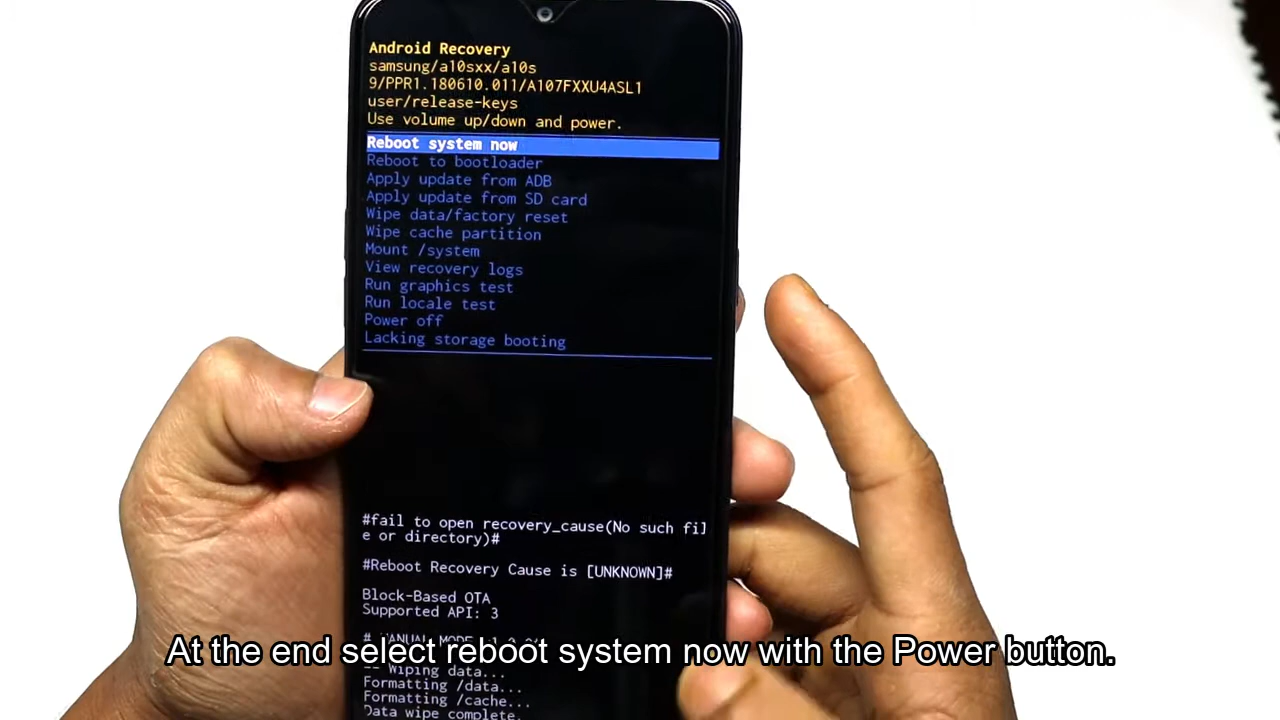 Android Recovery
samsung/a10sxx/a10s
9/PPR1.180610.011/A107FXXU4ASL1
user/release-keys
Use volume up/down and power.
Reboot system now
Reboot to bootloader
Apply update from ADB
Apply update from SD card
Wipe data/factory reset
Wipe cache partition
Mount /system
View recovery logs
Run graphics test
Run locale test
Power off
Lacking storage booting
#fail to open recovery_cause(No such fil
e or directory)#
#Reboot Recovery Cause is [UNKNOWN]#
Block-Based OTA
Supported API: 3
# MANUAL MODE
At the end select reboot system now with the Power button.
-- Wiping data...
Formatting /data...
Formatting /cache...
Data wipe complete.